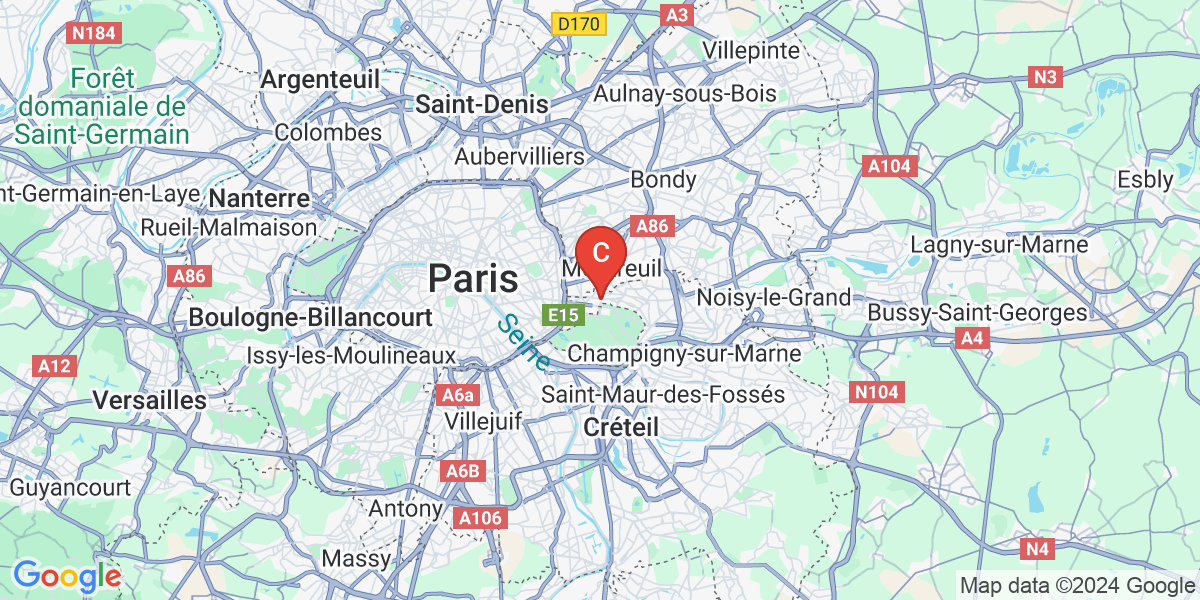 A3
D170
N184
Villepinte
Argenteuil
Forêt
domaniale de
Saint-Germain
N3
Aulnay-sous-Bois
Saint-Denis
Colombes
Aubervilliers
A104
Bondy
Esbly
nt-Germain-en-Laye
Nanterre
Rueil-Malmaison
A86
Lagny-sur-Marne
C
A86
Paris
Noisy-le-Grand
Bussy-Saint-Georges
E15
Boulogne-Billancourt
Seine
A4
Issy-les-Moulineaux
Champigny-sur-Marne
A12
A6a
Saint-Maur-des-Fossés
N104
Versailles
Villejuif
Créteil
A6B
Guyancourt
Antony
A106
Massy
N4
Google
Map data ©2024 Google